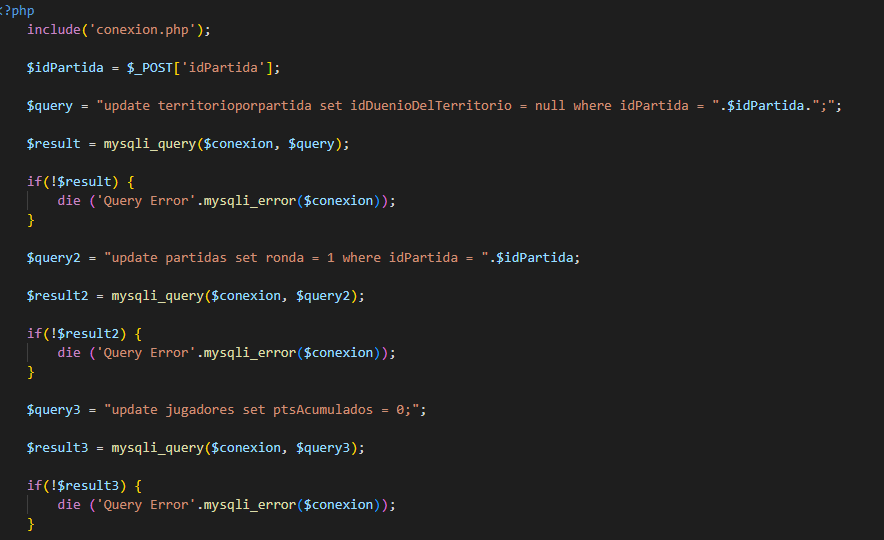 <?php
include('conexion.php');
$idPartida = $_POST['idPartida'];
$query = "update territorioporpartida set idDuenioDelTerritorio = null where idPartida = ".$idPartida.";";
$result = mysqli_query($conexion, $query);
if(!$result) {
die ('Query Error'.mysqli_error($conexion));
}
$query2 = "update partidas set ronda = 1 where idPartida = ".$idPartida;
$result2 = mysqli_query($conexion, $query2);
if(!$result2) {
die ('Query Error'.mysqli_error($conexion));
}
$query3 = "update jugadores set ptsAcumulados = 0;";
$result3 = mysqli_query($conexion, $query3);
if(!$result3) {
die ('Query Error'.mysqli_error($conexion));
}